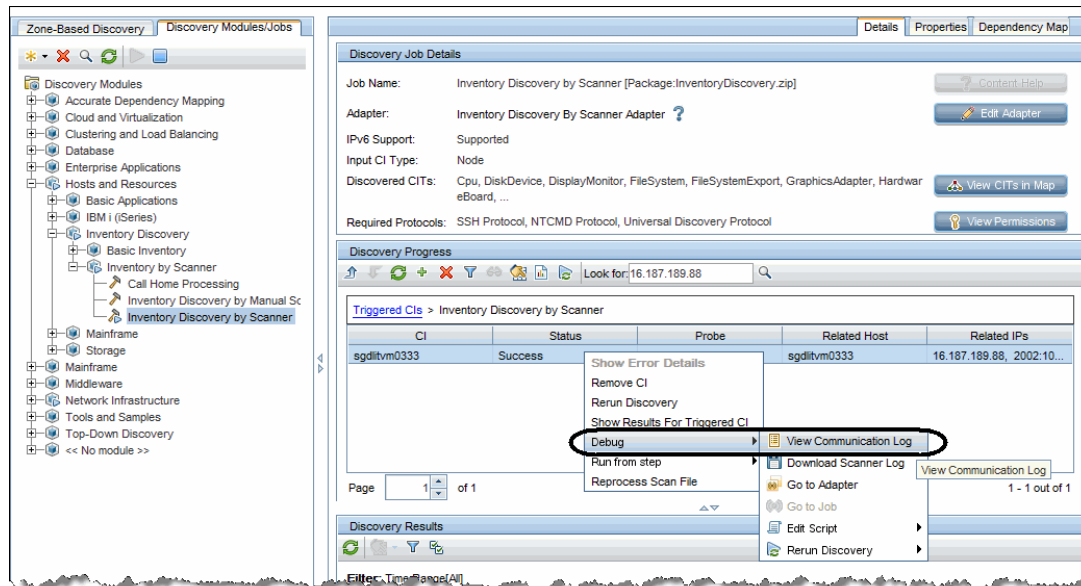 Zone-Based Discovery
Discovery Modules/Jobs
Discovery Modules
Accurate Dependency Mapping
Cloud and Virtualization
Clustering and Load Balancing
Database
Enterprise Applications
Hosts and Resources
Basic Applications
IBM i (iSeries)
Inventory Discovery
Basic Inventory
Inventory by Scanner
Call Home Processing
Inventory Discovery by Manual Sc
Inventory Discovery by Scanner
Mainframe
Storage
Mainframe
Middleware
Network Infrastructure
Tools and Samples
Top-Down Discovery
<< No module >>
Details
Properties
Dependency Map
Discovery Job Details
Job Name: Inventory Discovery by Scanner [Package:InventoryDiscovery.zip]
? Content Help
Adapter: Inventory Discovery By Scanner Adapter ?
Edit Adapter
IPv6 Support: Supported
Input CI Type: Node
Discovered CITs: Cpu, DiskDevice, DisplayMonitor, FileSystem, FileSystemExport, GraphicsAdapter, Hardwar
eBoard, ...
View CITs in Map
Required Protocols: SSH Protocol, NTCMD Protocol, Universal Discovery Protocol
View Permissions
Discovery Progress
Look for: 16.187.189.88
Triggered CIs > Inventory Discovery by Scanner
CI Status Probe Related Host Related IPs
sgdlitvm0333 Success sgdlitvm0333 16.187.189.88, 2002:10...
Show Error Details
Remove CI
Rerun Discovery
Show Results For Triggered CI
Debug
Run from step
Reprocess Scan File
View Communication Log
Download Scanner Log
Go to Adapter
Go to Job
Edit Script
Rerun Discovery
View Communication Log
Page 1 of 1
1 - 1 out of 1
Discovery Results
Filter: TimeRange[All]